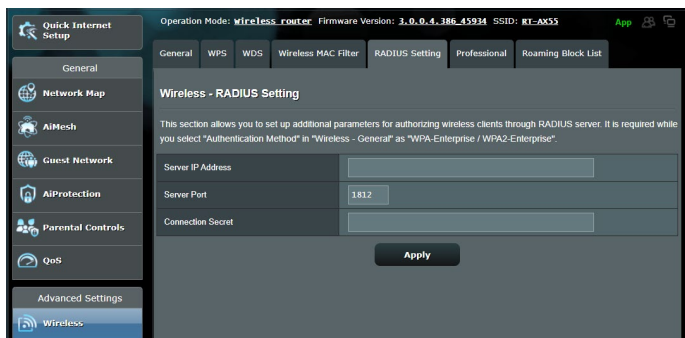 Quick Internet
Setup
Operation Mode: wireless router Firmware Version: 3.0.0.4.386_45934 SSID: RT-AX55
App
General WPS WDS Wireless MAC Filter RADIUS Setting Professional Roaming Block List
General
Network Map
AiMesh
Guest Network
AiProtection
Parental Controls
QoS
Advanced Settings
Wireless
Wireless - RADIUS Setting
This section allows you to set up additional parameters for authorizing wireless clients through RADIUS server. It is required while
you select "Authentication Method" in "Wireless - General" as "WPA-Enterprise / WPA2-Enterprise".
Server IP Address
Server Port 1812
Connection Secret
Apply